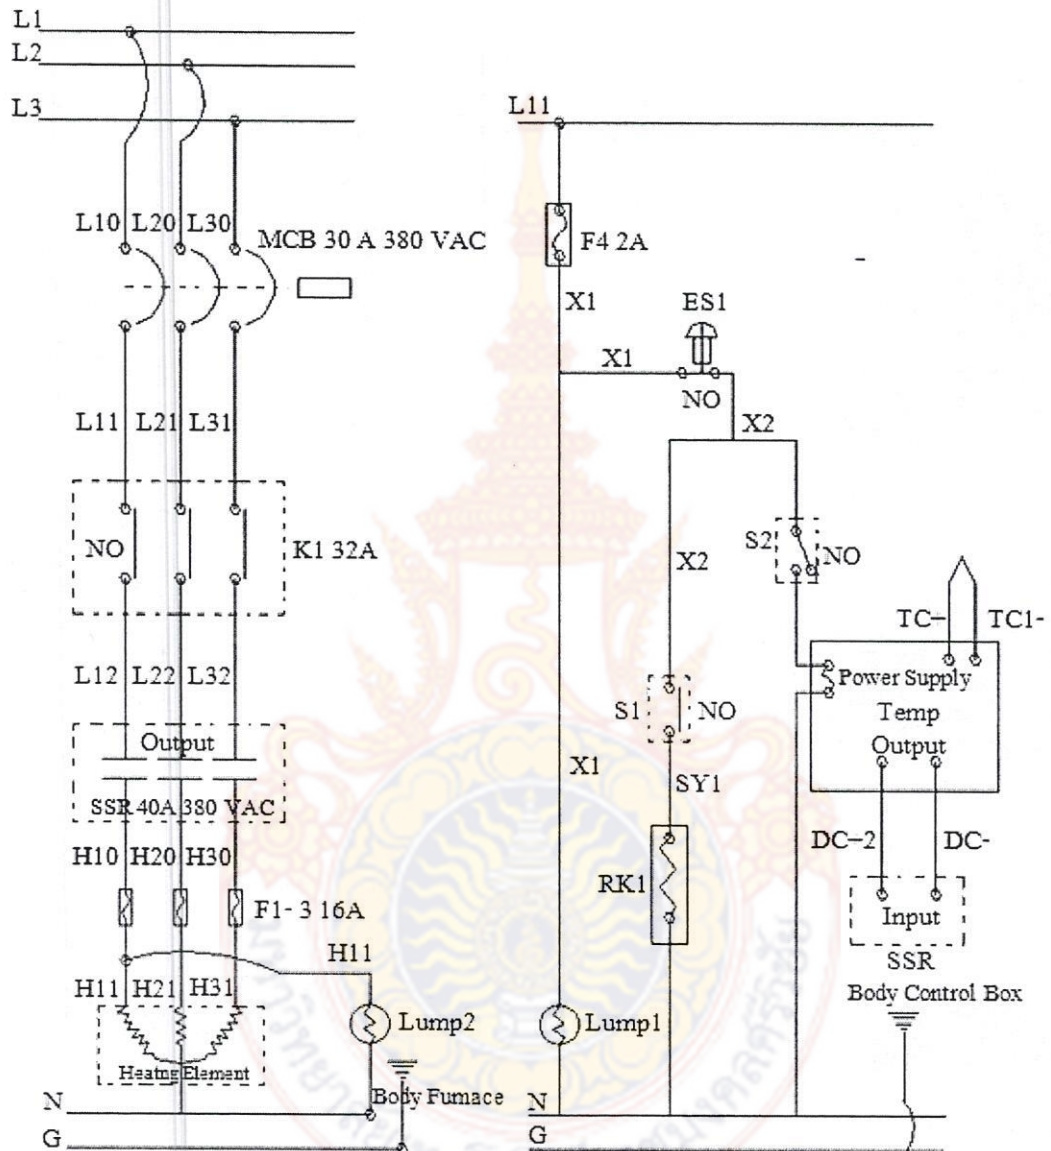 L1
L2
L3
L10 L20 L30
MCB 30 A 380 VAC
L11 L21 L31
NO
K1 32A
L12 L22 L32
Output
SSR 40A 380 VAC
H10 H20 H30
F1- 3 16A
H11
H11 H21 H31
Lump2
Heatng Element
Body Fumace
N
G
L11
F4 2A
X1
ES1
X1
NO
X2
S2
NO
X2
TC+
TC1-
Power Supply
Temp
Output
S1
NO
X1
SY1
DC-2
DC-
RK1
Input
SSR
Body Control Box
Lump1
N
G